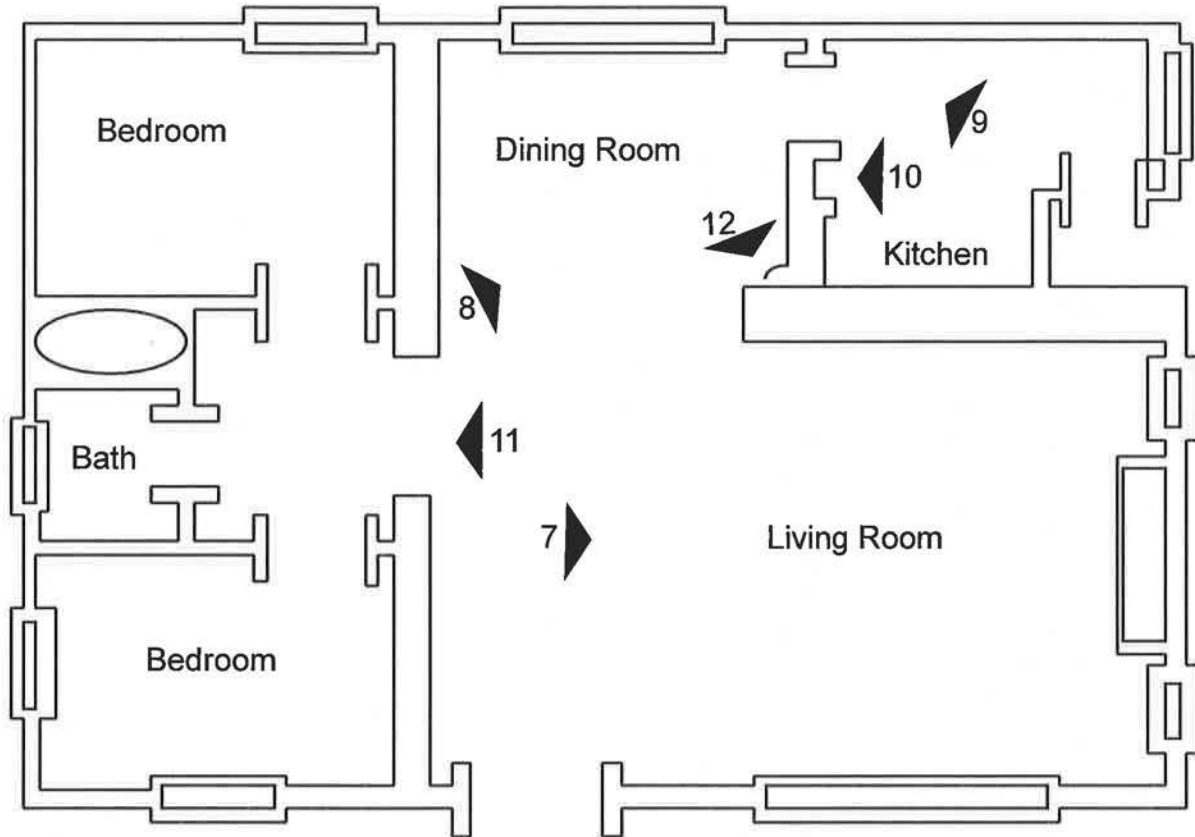 Bedroom
Dining Room
9
10
12
Kitchen
8
11
Bath
7
Living Room
Bedroom